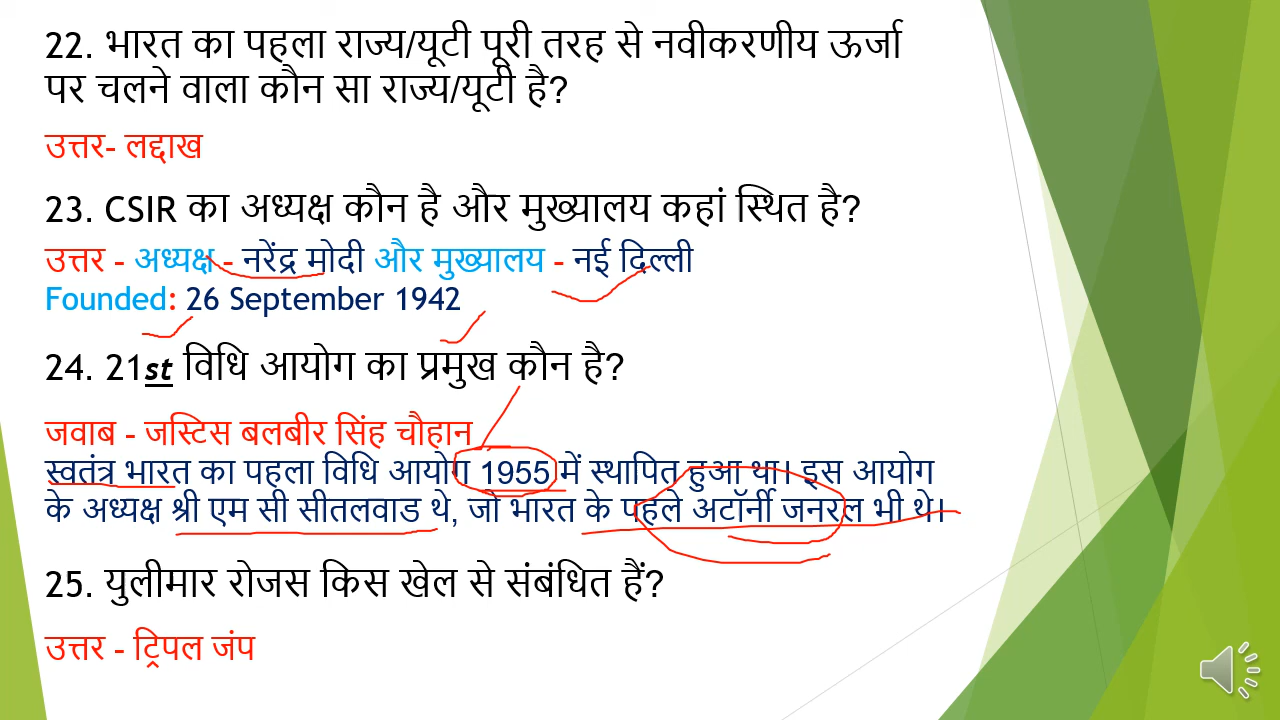 22. भारत का पहला राज्य/यूटी पूरी तरह से नवीकरणीय ऊर्जा
पर चलने वाला कौन सा राज्य/यूटी है?
उत्तर- लद्दाख
23. CSIR का अध्यक्ष कौन है और मुख्यालय कहां स्थित है?
उत्तर - अध्यक्ष - नरेंद्र मोदी और मुख्यालय - नई दिल्ली
Founded: 26 September 1942
24. 21st विधि आयोग का प्रमुख कौन है?
जवाब - जस्टिस बलबीर सिंह चौहान
स्वतंत्र भारत का पहला विधि आयोग 1955 में स्थापित हुआ था। इस आयोग
के अध्यक्ष श्री एम सी सीतलवाड थे, जो भारत के पहले अटॉर्नी जनरल भी थे।
25. युलीमार रोजस किस खेल से संबंधित हैं?
उत्तर - ट्रिपल जंप